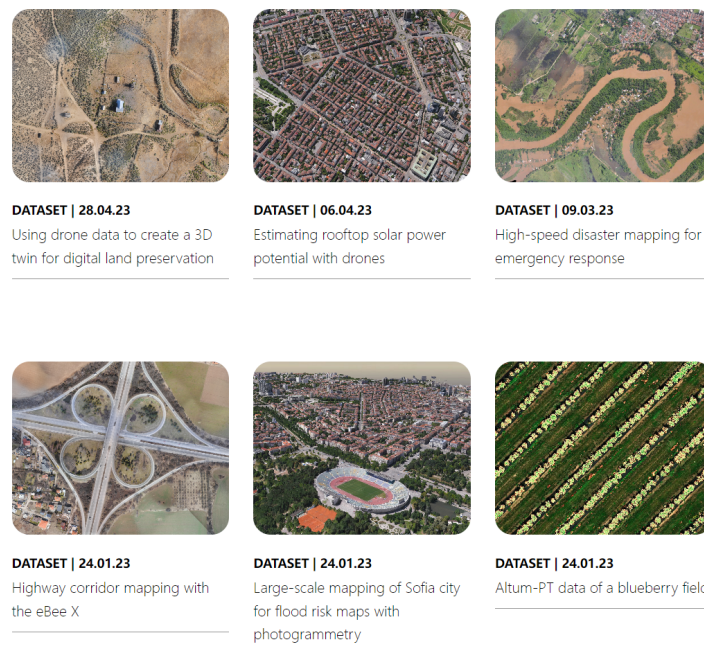 DATASET | 28.04.23
Using drone data to create a 3D
twin for digital land preservation
DATASET | 06.04.23
Estimating rooftop solar power
potential with drones
DATASET | 09.03.23
High-speed disaster mapping for
emergency response
DATASET | 24.01.23
Highway corridor mapping with
the eBee X
DATASET | 24.01.23
Large-scale mapping of Sofia city
for flood risk maps with
photogrammetry
DATASET | 24.01.23
Altum-PT data of a blueberry field